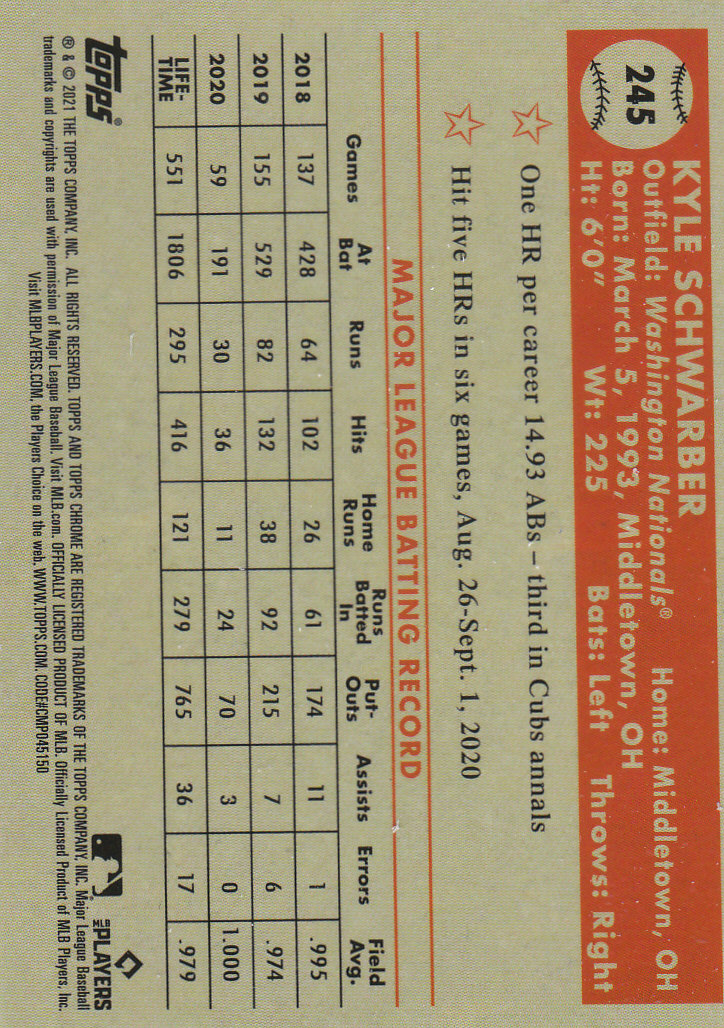 245
KYLE SCHWARBER
Outfield: Washington Nationals® Home: Middletown, OH
Born: March 5, 1993, Middletown, OH
Ht: 6'0" Wt: 225 Bats: Left Throws: Right
One HR per career 14.93 ABs – third in Cubs annals
Hit five HRs in six games, Aug. 26-Sept. 1, 2020
MAJOR LEAGUE BATTING RECORD
Games At Bat Runs Hits Home Runs Runs Batted In Put-Outs Assists Errors Field Avg.
2018 137 428 64 102 26 61 174 11 1 .995
2019 155 529 82 132 38 92 215 7 6 .974
2020 59 191 30 36 11 24 70 3 0 1.000
LIFE-TIME 551 1806 295 416 121 279 765 36 17 .979
topps®
MLB PLAYERS
® & © 2021 THE TOPPS COMPANY, INC. ALL RIGHTS RESERVED. TOPPS AND TOPPS CHROME ARE REGISTERED TRADEMARKS OF THE TOPPS COMPANY, INC. Major League Baseball
trademarks and copyrights are used with permission of Major League Baseball. Visit MLB.com. OFFICIALLY LICENSED PRODUCT OF MLB. Officially Licensed Product of MLB Players, Inc.
Visit MLBPLAYERS.COM, the Players Choice on the web. WWW.TOPPS.COM. CODE#CMP045150